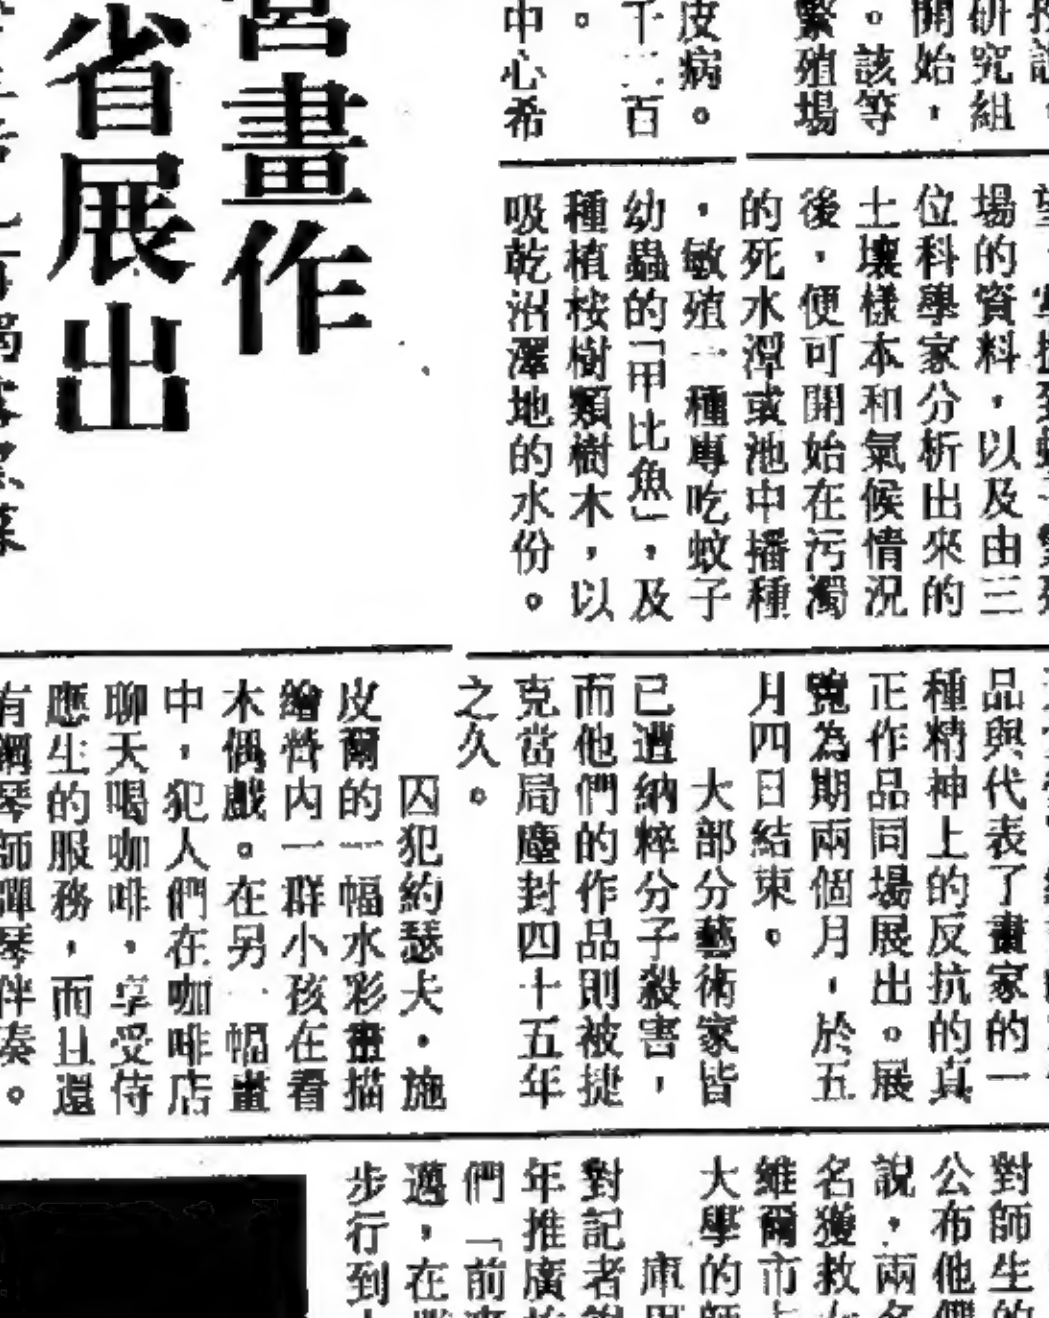 研究組
開始，
。該等
繁殖場
皮病。
千二百
。
中心希
場的資料，以及由三
位科學家分析出來的
土壤樣本和氣候情況
後，便可開始在污濁
的死水潭或池中播種
，敏殖一種專吃蚊子
幼蟲的「甲比魚」，及
種植桉樹類樹木，以
吸乾沼澤地的水份。
宮畫作
省展出
品與代表了畫家的一
種精神上的反抗的真
正作品同場展出。展
覽為期兩個月，於五
月四日結束。
大部分藝術家皆
已遭納粹分子殺害，
而他們的作品則被捷
克當局塵封四十五年
之久。
囚犯約瑟夫・施
皮爾的一幅水彩畫描
繪營內一群小孩在看
木偶戲。在另一幅畫
中，犯人們在咖啡店
聊天喝咖啡，享受侍
應生的服務，而且還
有鋼琴師彈琴伴奏。
對師生的
公布他們
說，兩名
名獲救
維爾市
大學的師
庫
對記者
年推廣
們「前
邁，在
步行到